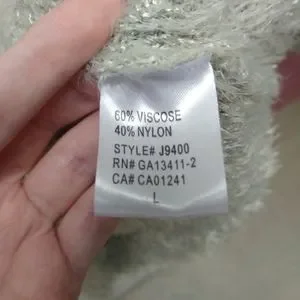 60% VISCOSE
40% NYLON
STYLE# J9400
RN# GA13411-2
CA# CA01241
L